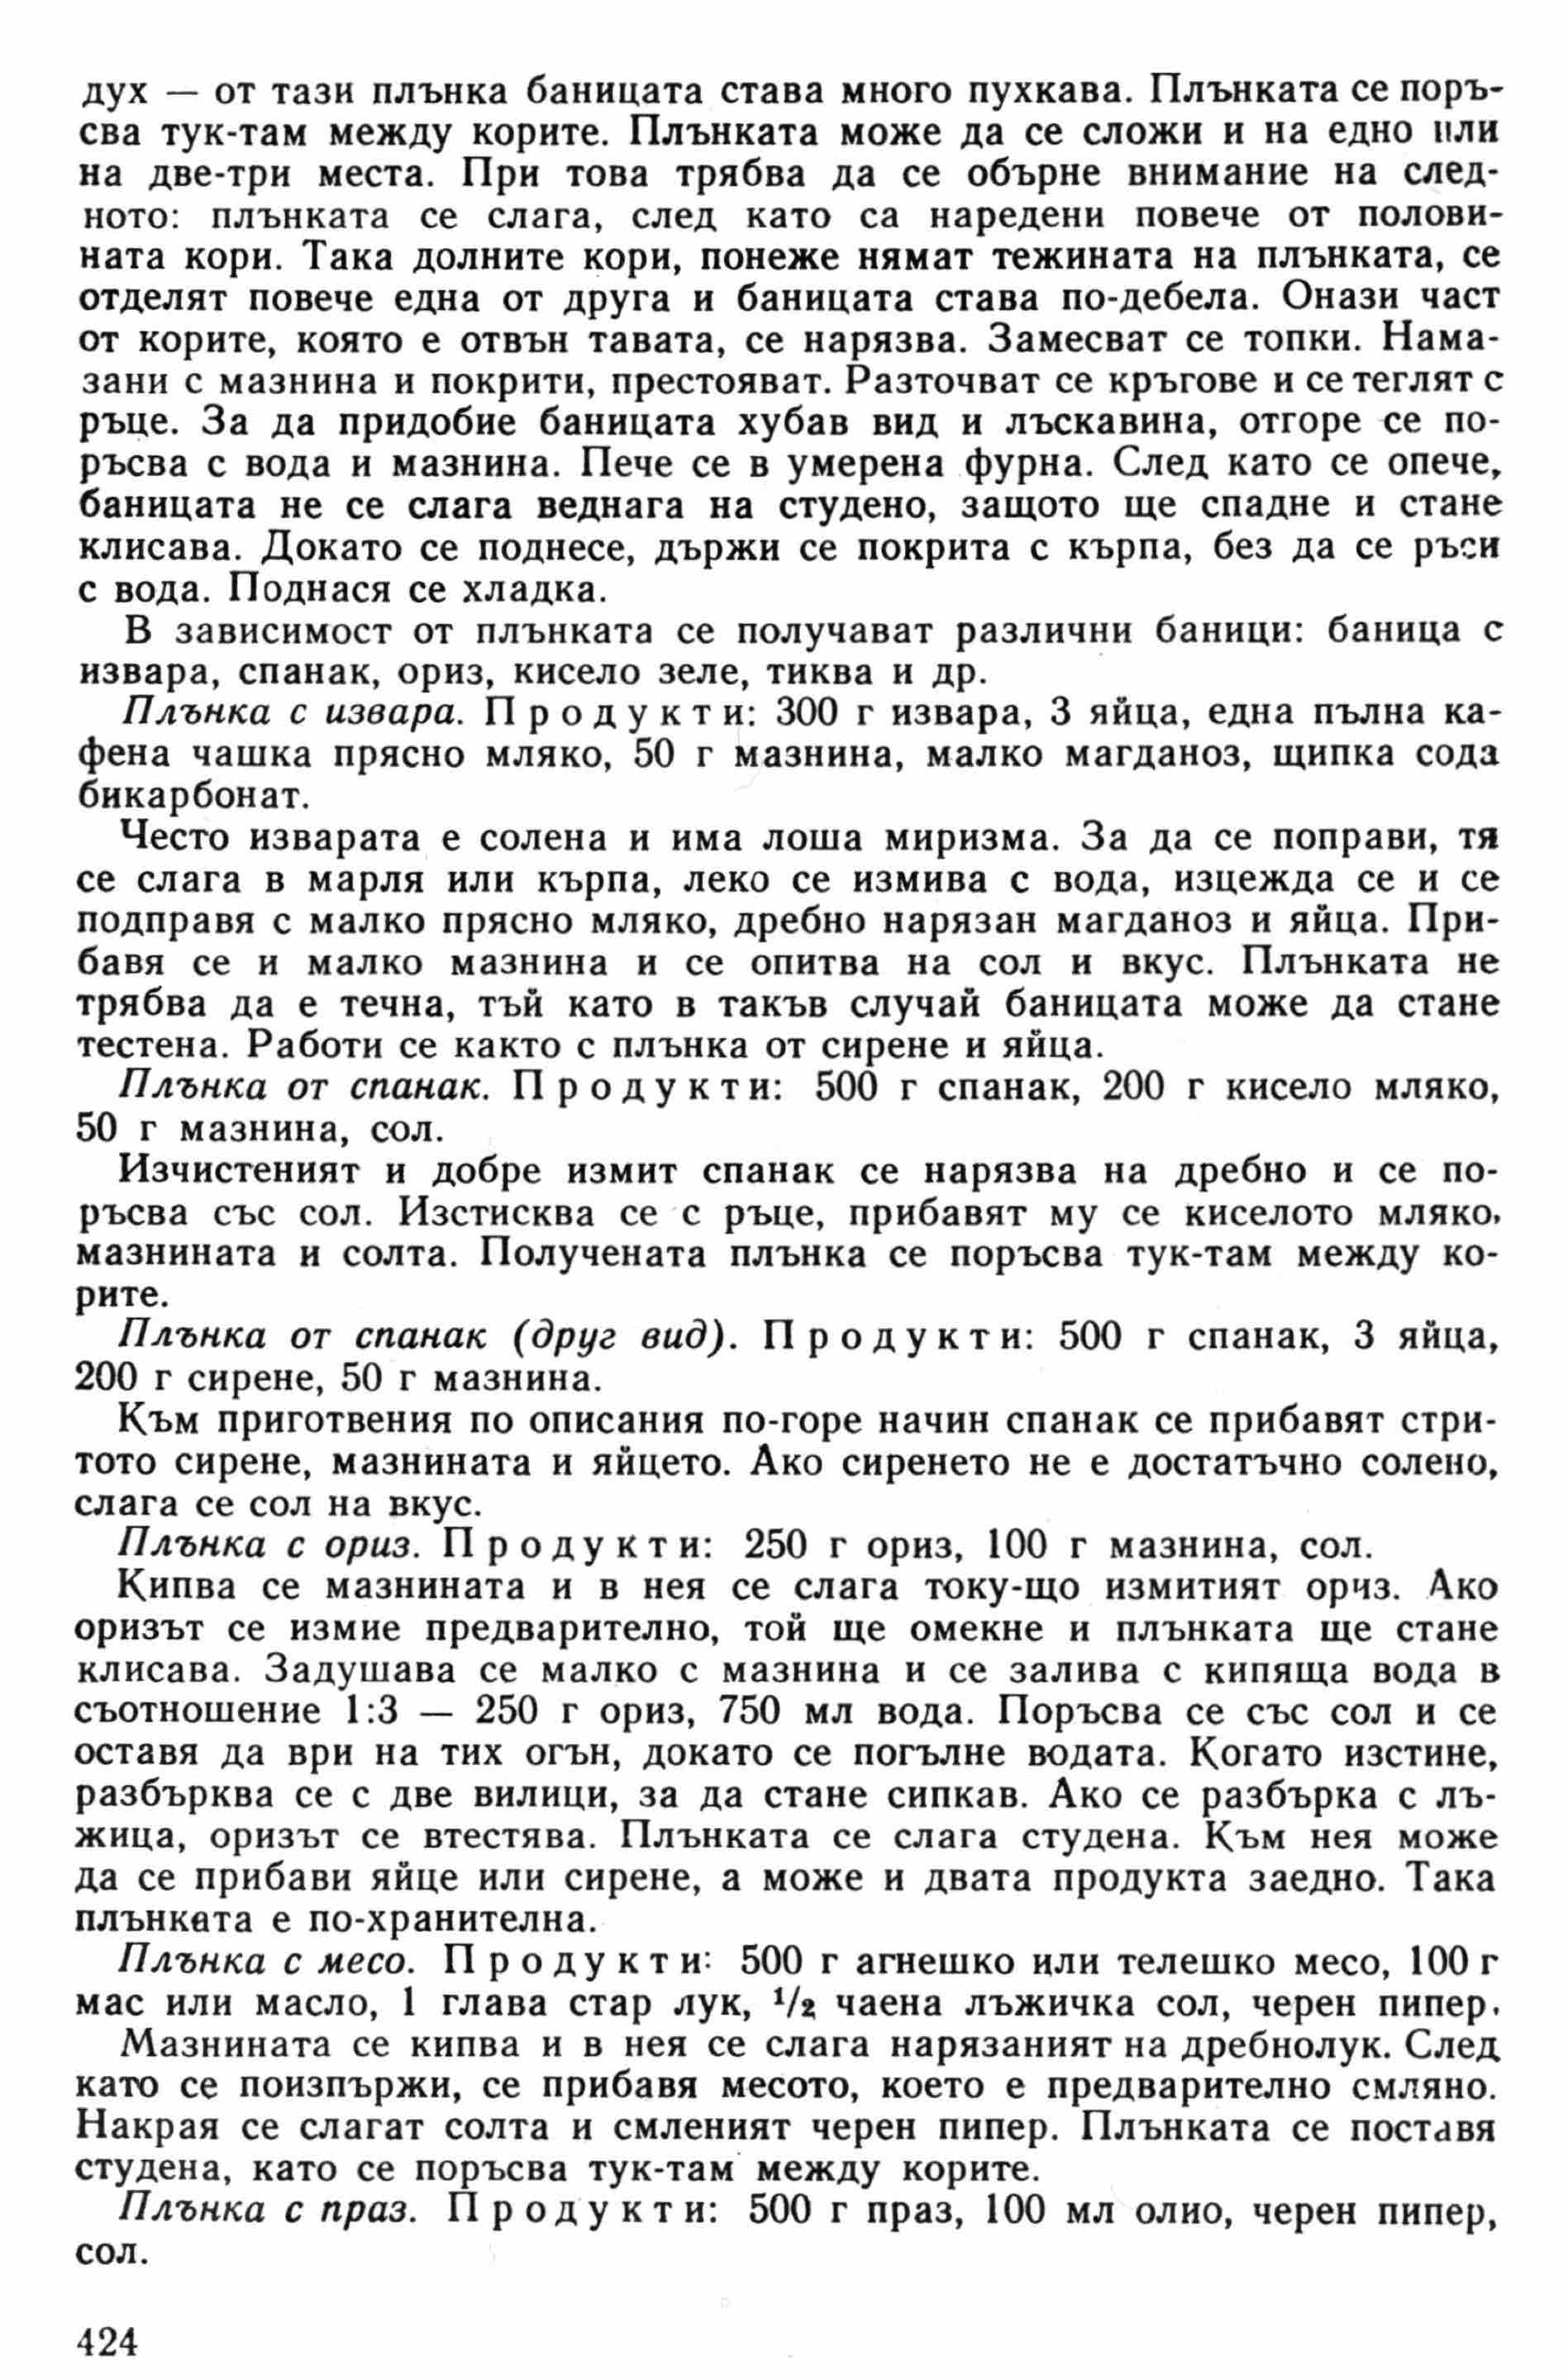 дух — от тази плънка баницата става много пухкава. Плънката се поръ-
сва тук-там между корите. Плънката може да се сложи и на едно или
на две-три места. При това трябва да се обърне внимание на след-
ното: плънката се слага, след като са наредени повече от полови-
ната кори. Така долните кори, понеже нямат тежината на плънката, се
отделят повече една от друга и баницата става по-дебела. Онази част
от корите, която е отвън тавата, се нарязва. Замесват се топки. Нама-
зани с мазнина и покрити, престояват. Разточват се кръгове и се теглят с
ръце. За да придобие баницата хубав вид и лъскавина, отгоре се по-
ръсва с вода и мазнина. Пече се в умерена фурна. След като се опече,
баницата не се слага веднага на студено, защото ще спадне и стане
клисава. Докато се поднесе, държи се покрита с кърпа, без да се ръси
с вода. Поднася се хладка.
В зависимост от плънката се получават различни баници: баница с
извара, спанак, ориз, кисело зеле, тиква и др.
Плънка с извара. Продукти: 300 г извара, 3 яйца, една пълна ка-
фена чашка прясно мляко, 50 г мазнина, малко магданоз, щипка сода
бикарбонат.
Често изварата е солена и има лоша миризма. За да се поправи, тя
се слага в марля или кърпа, леко се измива с вода, изцежда се и се
подправя с малко прясно мляко, дребно нарязан магданоз и яйца. При-
бавя се и малко мазнина и се опитва на сол и вкус. Плънката не
трябва да е течна, тъй като в такъв случай баницата може да стане
тестена. Работи се както с плънка от сирене и яйца.
Плънка от спанак. Продукти: 500 г спанак, 200 г кисело мляко,
50 г мазнина, сол.
Изчистеният и добре измит спанак се нарязва на дребно и се по-
ръсва със сол. Изстисква се с ръце, прибавят му се киселото мляко,
мазнината и солта. Получената плънка се поръсва тук-там между ко-
рите.
Плънка от спанак (друг вид). Продукти: 500 г спанак, 3 яйца,
200 г сирене, 50 г мазнина.
Към приготвения по описания по-горе начин спанак се прибавят стри-
тото сирене, мазнината и яйцето. Ако сиренето не е достатъчно солено,
слага се сол на вкус.
Плънка с ориз. Продукти: 250 г ориз, 100 г мазнина, сол.
Кипва се мазнината и в нея се слага току-що измитият ориз. Ако
оризът се измие предварително, той ще омекне и плънката ще стане
клисава. Задушава се малко с мазнина и се залива с кипяща вода в
съотношение 1:3 — 250 г ориз, 750 мл вода. Поръсва се със сол и се
оставя да ври на тих огън, докато се погълне водата. Когато изстине,
разбърква се с две вилици, за да стане сипкав. Ако се разбърка с лъ-
жица, оризът се втестява. Плънката се слага студена. Към нея може
да се прибави яйце или сирене, а може и двата продукта заедно. Така
плънката е по-хранителна.
Плънка с месо. Продукти: 500 г агнешко или телешко месо, 100 г
мас или масло, 1 глава стар лук, ½ чаена лъжичка сол, черен пипер.
Мазнината се кипва и в нея се слага нарязаният на дребнолук. След
като се поизпържи, се прибавя месото, което е предварително смляно.
Накрая се слагат солта и смленият черен пипер. Плънката се поставя
студена, като се поръсва тук-там между корите.
Плънка с праз. Продукти: 500 г праз, 100 мл олио, черен пипер,
сол.
424